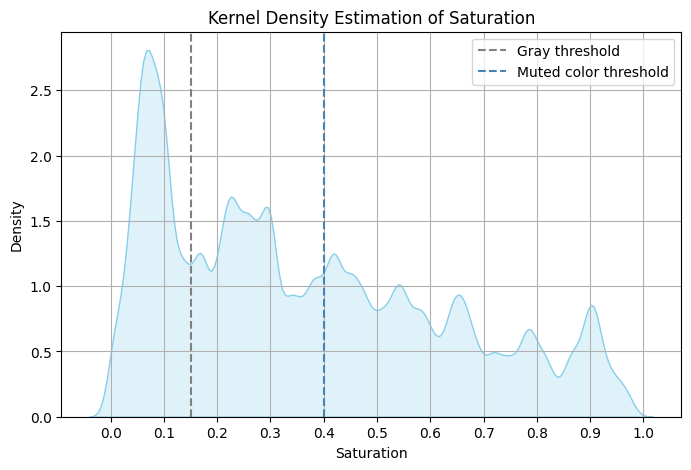 Kernel Density Estimation of Saturation
Gray threshold
Muted color threshold
Density
2.5
2.0
1.5
1.0
0.5
0.0
0.0 0.1 0.2 0.3 0.4 0.5 0.6 0.7 0.8 0.9 1.0
Saturation